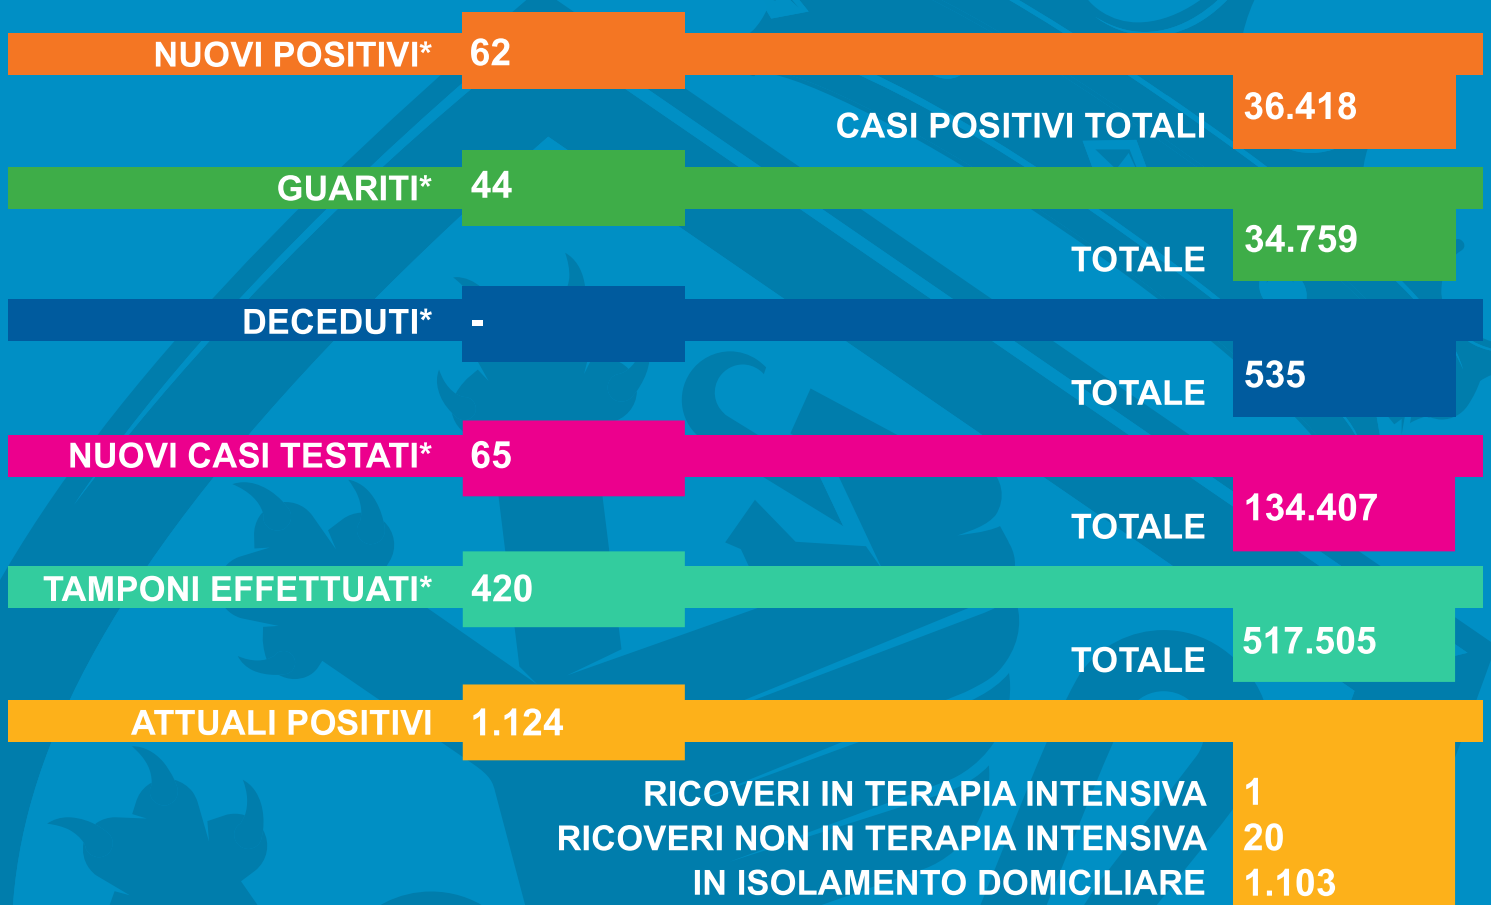 NUOVI POSITIVI* 62
CASI POSITIVI TOTALI 36.418
GUARITI* 44
TOTALE 34.759
DECEDUTI* -
TOTALE 535
NUOVI CASI TESTATI* 65
TOTALE 134.407
TAMPONI EFFETTUATI* 420
TOTALE 517.505
ATTUALI POSITIVI 1.124
RICOVERI IN TERAPIA INTENSIVA 1
RICOVERI NON IN TERAPIA INTENSIVA 20
IN ISOLAMENTO DOMICILIARE 1.103